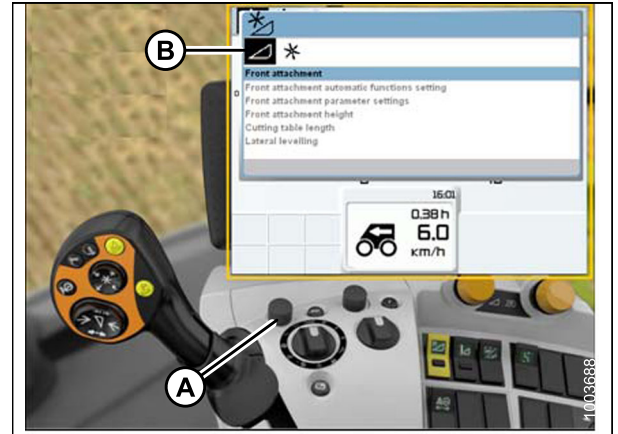 B
Front attachment
Front attachment automatic functions setting
Front attachment parameter settings
Front attachment height
Cutting table length
Lateral levelling
16:01
0.38 h
6.0
km/h
A
1003688